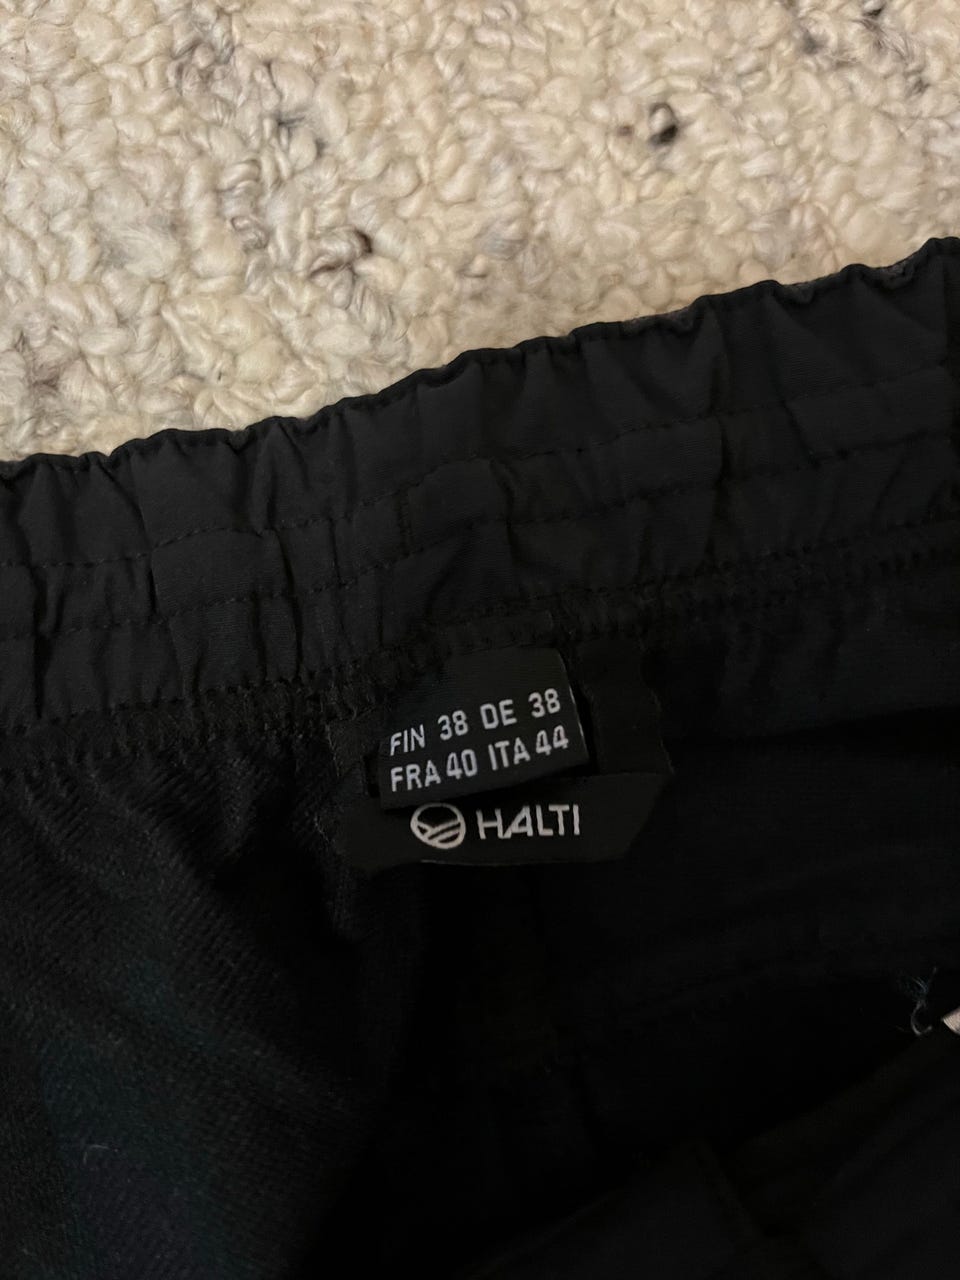 FIN 38 DE 38
FRA 40 ITA 44
HALTI